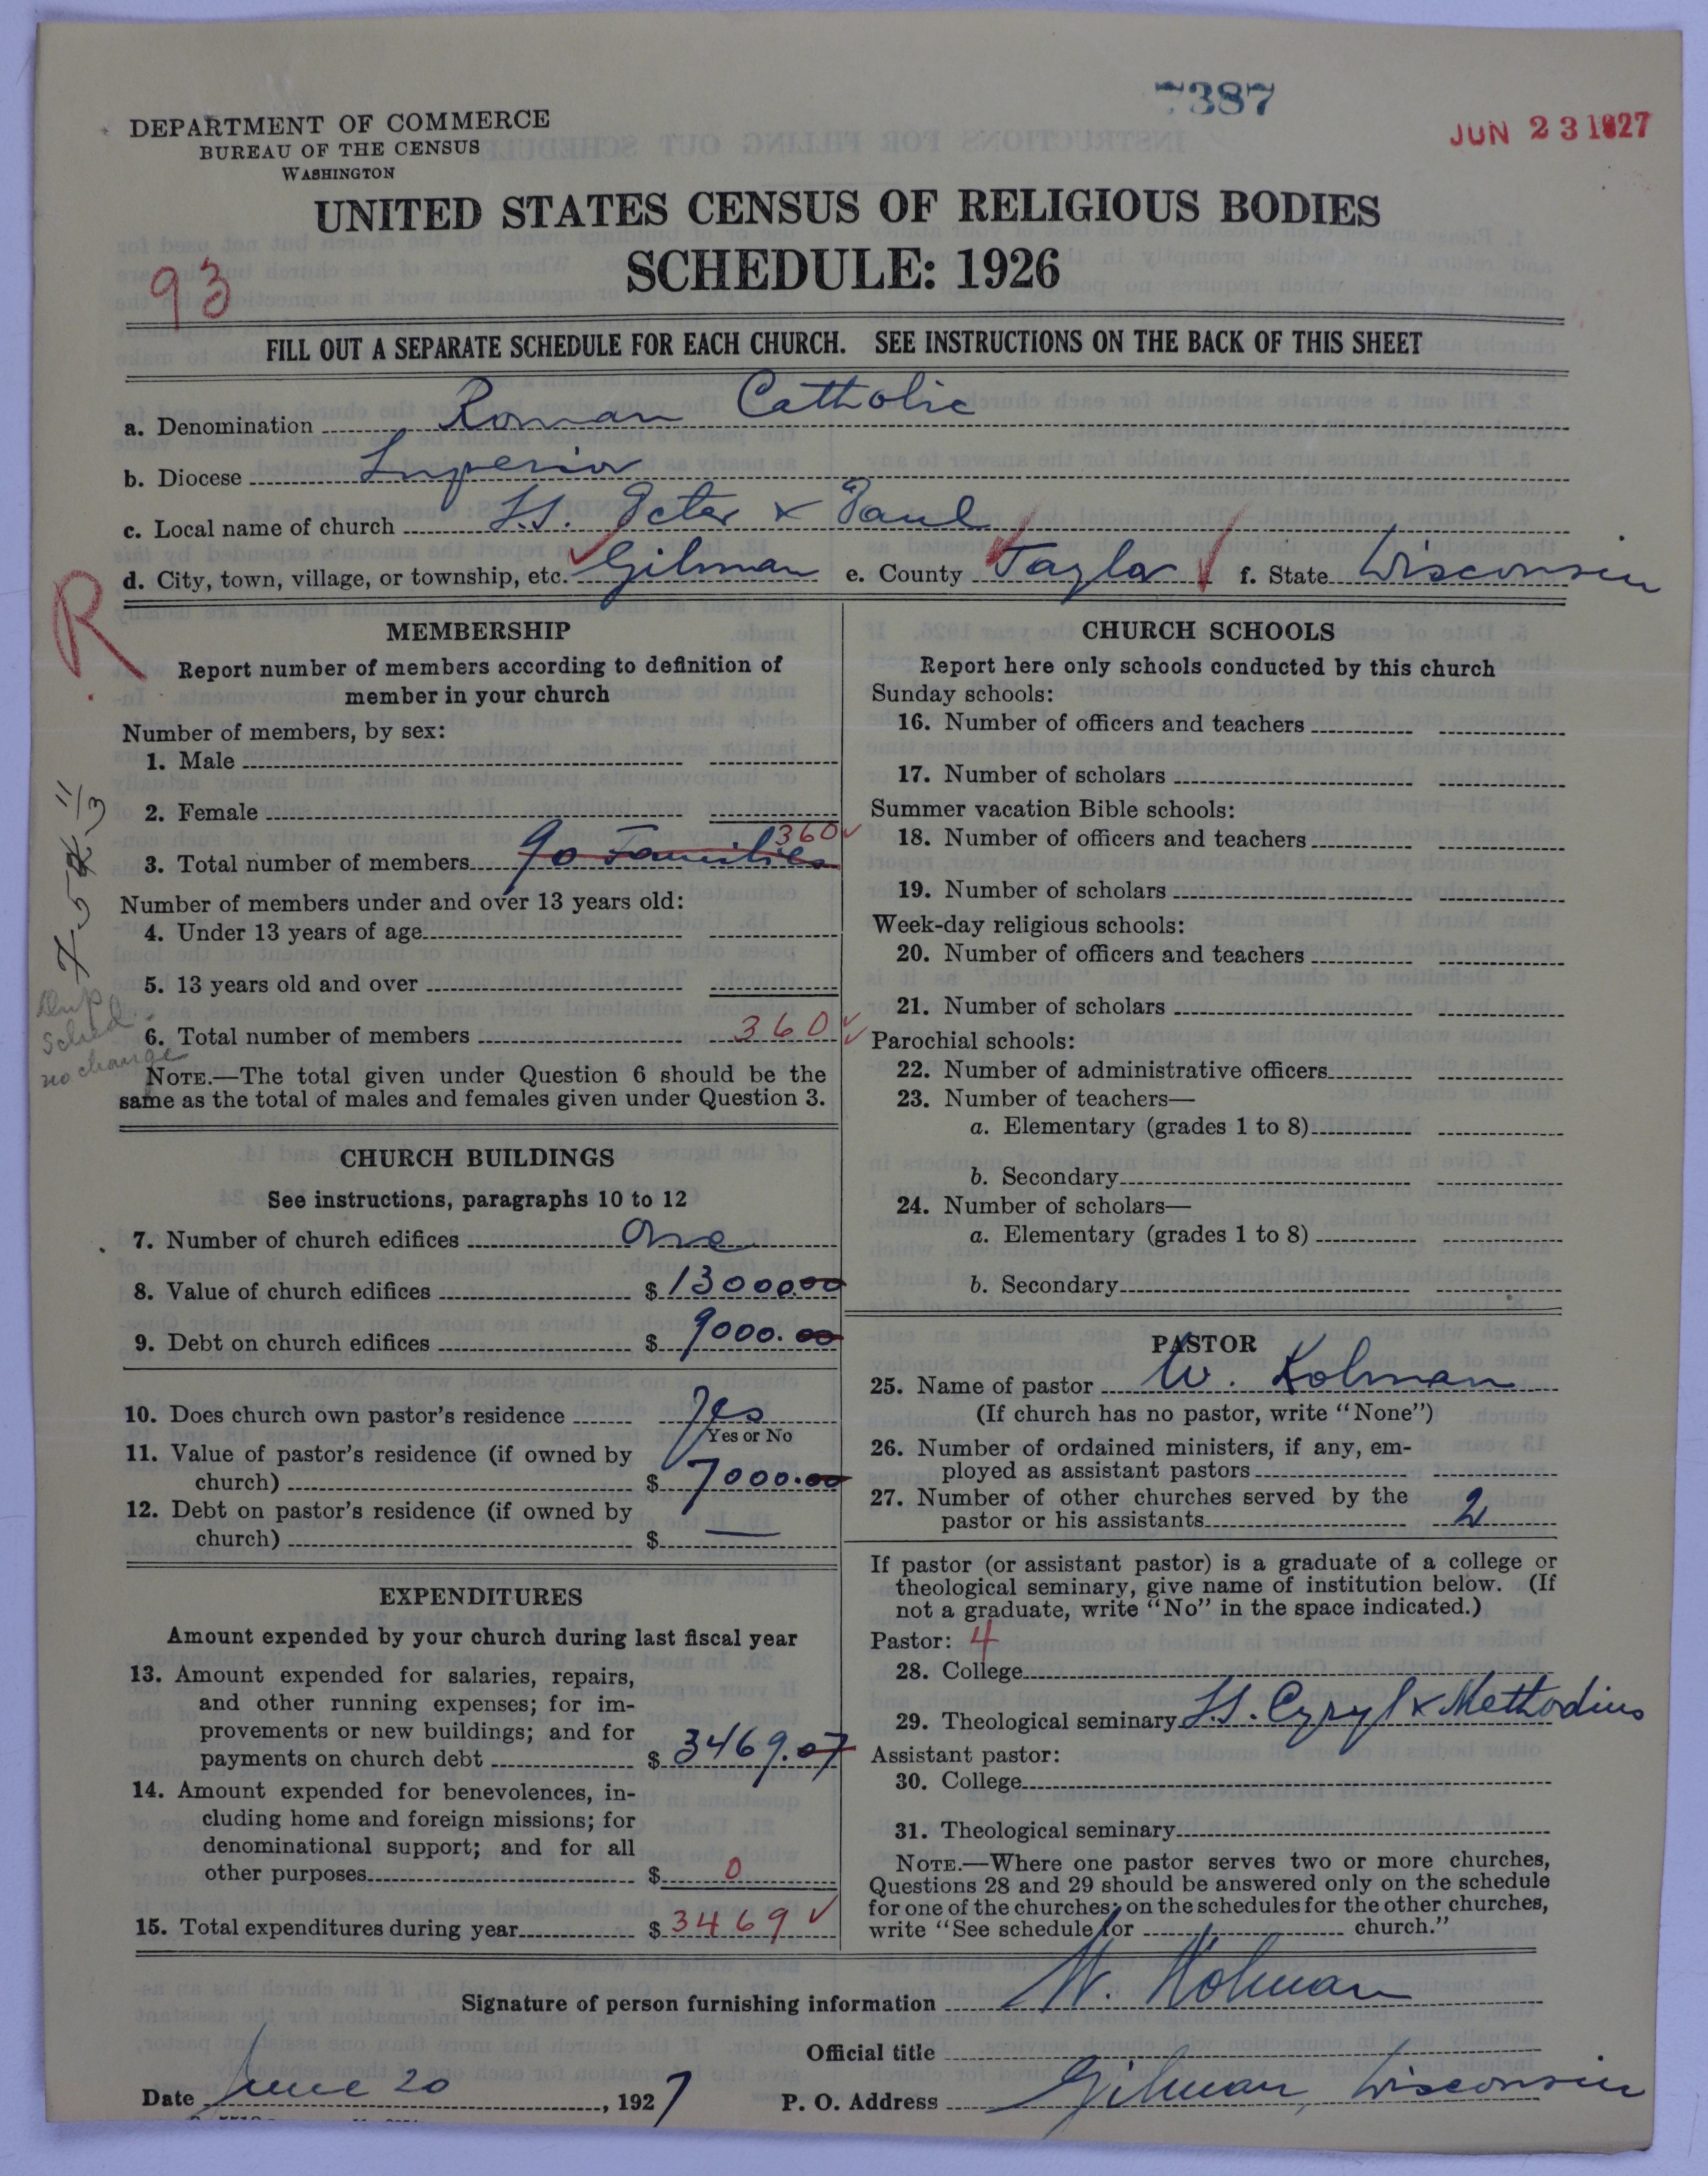 7387
JUN 23 1927
DEPARTMENT OF COMMERCE
BUREAU OF THE CENSUS
WASHINGTON
UNITED STATES CENSUS OF RELIGIOUS BODIES
SCHEDULE: 1926
93
FILL OUT A SEPARATE SCHEDULE FOR EACH CHURCH. SEE INSTRUCTIONS ON THE BACK OF THIS SHEET
a. Denomination Roman Catholic
b. Diocese Superior
c. Local name of church SS. Peter & Paul
d. City, town, village, or township, etc. Gilman e. County Taylor f. State Wisconsin
R
MEMBERSHIP
Report number of members according to definition of
member in your church
Number of members, by sex:
1. Male
2. Female
3. Total number of members 90 Families 360
Number of members under and over 13 years old:
4. Under 13 years of age
5. 13 years old and over
6. Total number of members 360
NOTE.—The total given under Question 6 should be the
same as the total of males and females given under Question 3.
Dup
Sched.
no change
CHURCH BUILDINGS
See instructions, paragraphs 10 to 12
7. Number of church edifices One
8. Value of church edifices $ 13000.00
9. Debt on church edifices $ 9000.00
10. Does church own pastor's residence Yes
Yes or No
11. Value of pastor's residence (if owned by
church) $ 7000.00
12. Debt on pastor's residence (if owned by
church) $ —
EXPENDITURES
Amount expended by your church during last fiscal year
13. Amount expended for salaries, repairs,
and other running expenses; for im-
provements or new buildings; and for
payments on church debt $ 3469.07
14. Amount expended for benevolences, in-
cluding home and foreign missions; for
denominational support; and for all
other purposes $ 0
15. Total expenditures during year $ 3469
CHURCH SCHOOLS
Report here only schools conducted by this church
Sunday schools:
16. Number of officers and teachers
17. Number of scholars
Summer vacation Bible schools:
18. Number of officers and teachers
19. Number of scholars
Week-day religious schools:
20. Number of officers and teachers
21. Number of scholars
Parochial schools:
22. Number of administrative officers
23. Number of teachers—
a. Elementary (grades 1 to 8)
b. Secondary
24. Number of scholars—
a. Elementary (grades 1 to 8)
b. Secondary
PASTOR
25. Name of pastor W. Kolman
(If church has no pastor, write "None")
26. Number of ordained ministers, if any, em-
ployed as assistant pastors
27. Number of other churches served by the
pastor or his assistants 2
If pastor (or assistant pastor) is a graduate of a college or
theological seminary, give name of institution below. (If
not a graduate, write "No" in the space indicated.)
Pastor: 4
28. College
29. Theological seminary SS. Cyryl & Methodius
Assistant pastor:
30. College
31. Theological seminary
NOTE.—Where one pastor serves two or more churches,
Questions 28 and 29 should be answered only on the schedule
for one of the churches; on the schedules for the other churches,
write "See schedule for church."
Signature of person furnishing information W. Kolman
Official title
Date June 20, 1927 P. O. Address Gilman, Wisconsin